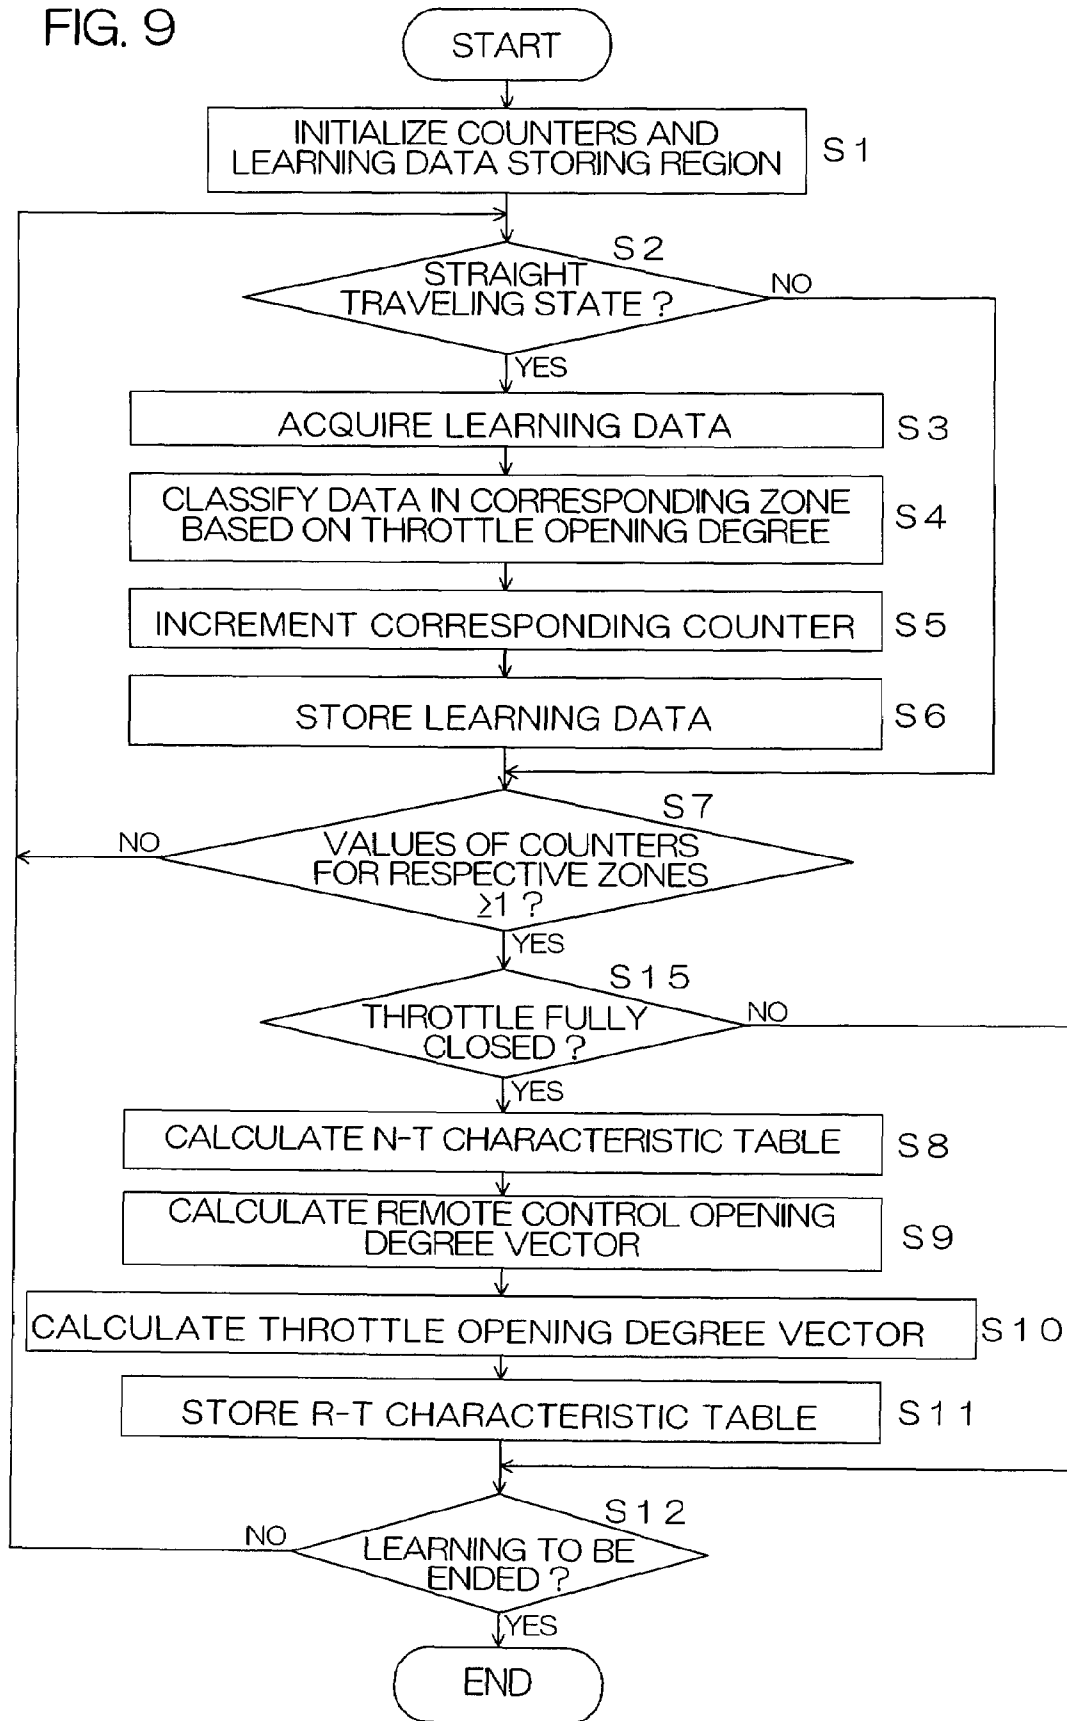 FIG. 9
START
INITIALIZE COUNTERS AND
LEARNING DATA STORING REGION
S1
S2
STRAIGHT
TRAVELING STATE ?
NO
YES
ACQUIRE LEARNING DATA
S3
CLASSIFY DATA IN CORRESPONDING ZONE
BASED ON THROTTLE OPENING DEGREE
S4
INCREMENT CORRESPONDING COUNTER
S5
STORE LEARNING DATA
S6
S7
NO
VALUES OF COUNTERS
FOR RESPECTIVE ZONES
≥1 ?
YES
S15
THROTTLE FULLY
CLOSED ?
NO
YES
CALCULATE N-T CHARACTERISTIC TABLE
S8
CALCULATE REMOTE CONTROL OPENING
DEGREE VECTOR
S9
CALCULATE THROTTLE OPENING DEGREE VECTOR
S10
STORE R-T CHARACTERISTIC TABLE
S11
S12
NO
LEARNING TO BE
ENDED ?
YES
END